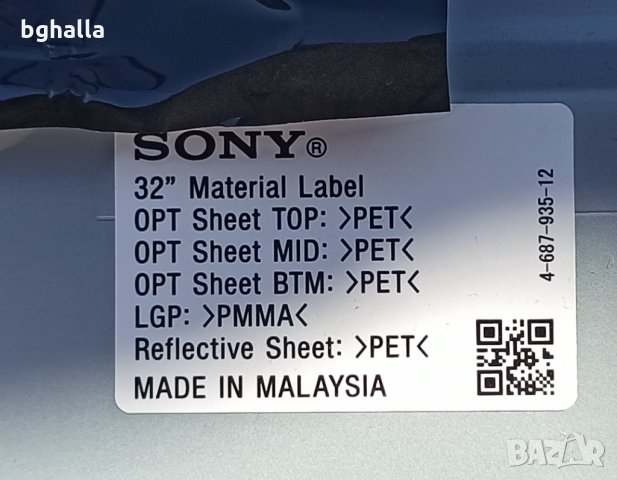 bghalla
SONY®
32” Material Label
OPT Sheet TOP: >PET<
OPT Sheet MID: >PET<
OPT Sheet BTM: >PET<
LGP: >PMMA<
Reflective Sheet: >PET<
MADE IN MALAYSIA
4-687-935-12
BAZAR